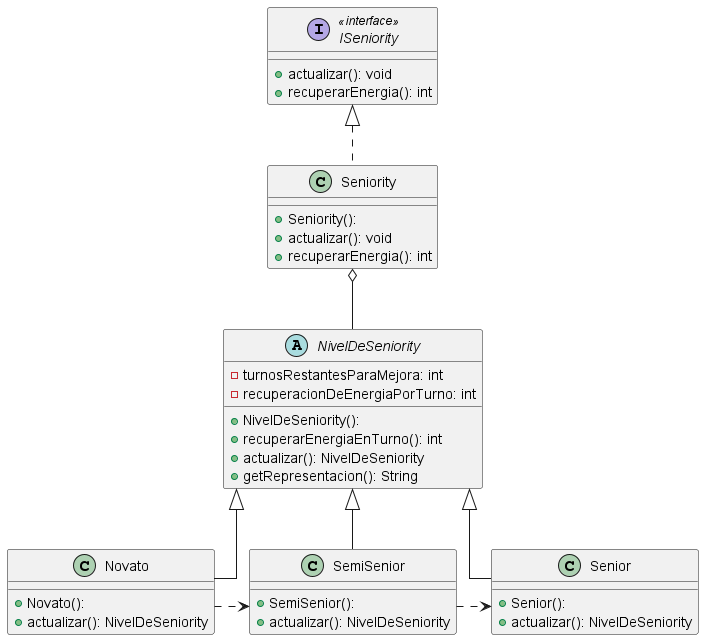 I
«interface»
ISeniority
actualizar(): void
recuperarEnergia(): int
C Seniority
Seniority():
actualizar(): void
recuperarEnergia(): int
A NivelDeSeniority
turnosRestantesParaMejora: int
recuperacionDeEnergiaPorTurno: int
NivelDeSeniority():
recuperarEnergiaEnTurno(): int
actualizar(): NivelDeSeniority
getRepresentacion(): String
C Novato
Novato():
actualizar(): NivelDeSeniority
C SemiSenior
SemiSenior():
actualizar(): NivelDeSeniority
C Senior
Senior():
actualizar(): NivelDeSeniority